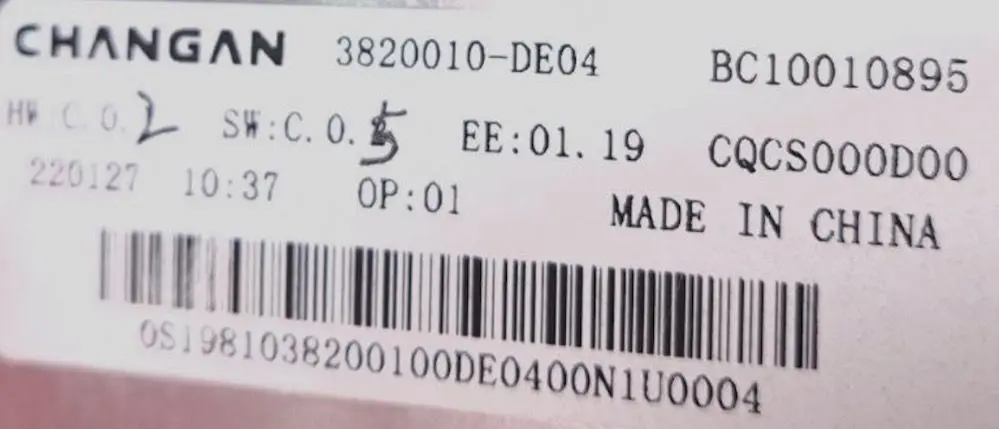 CHANGAN 3820010-DE04 BC10010895
HW:C.0.2 SW:C.0.5 EE:01.19 CQCS000D00
220127 10:37 OP:01 MADE IN CHINA
0S1981038200100DE0400N1U0004